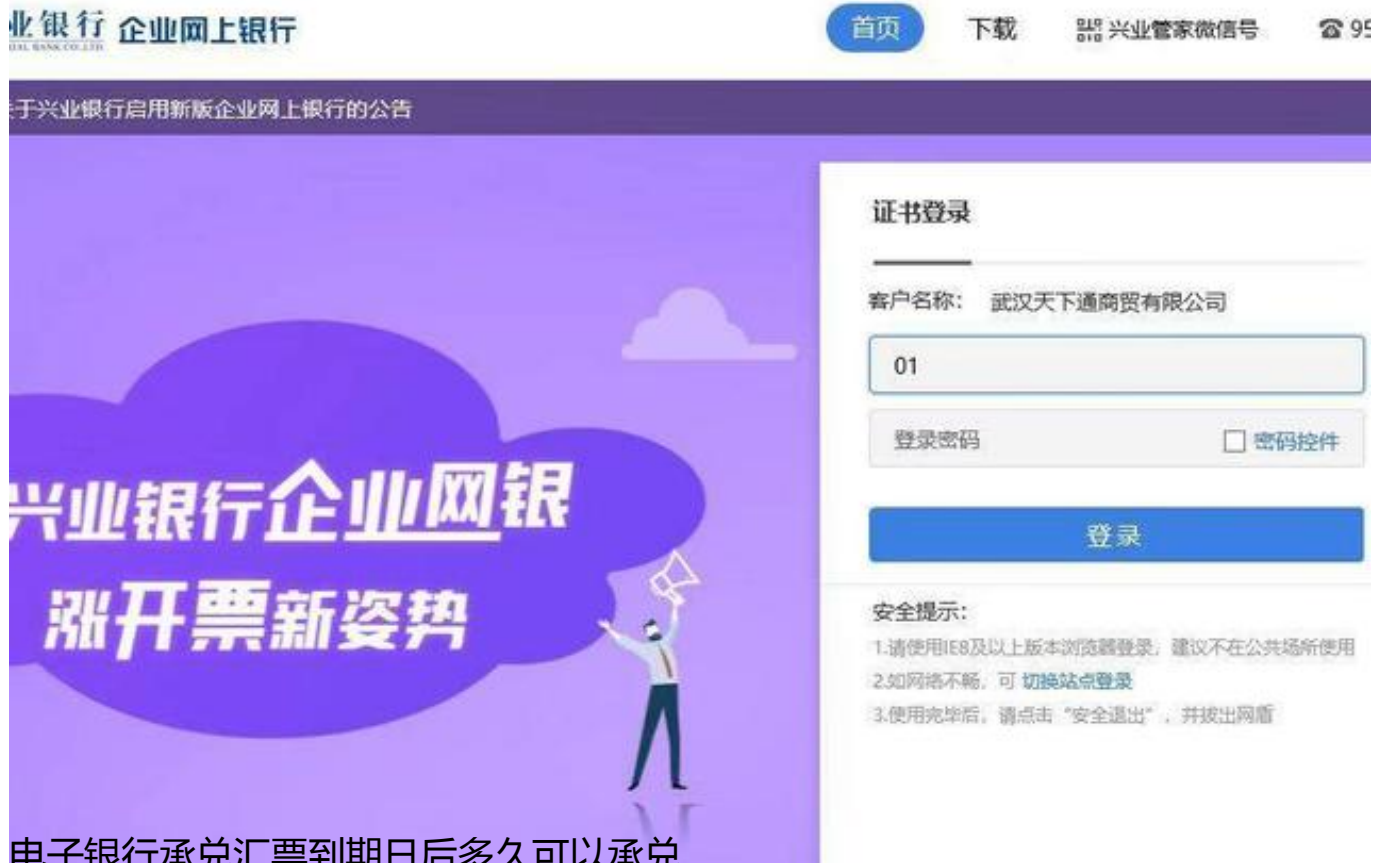 业银行 企业网上银行
首页 下载 兴业管家微信号 95
于兴业银行启用新版企业网上银行的公告
证书登录
客户名称： 武汉天下通商贸有限公司
01
登录密码 密码控件
登录
兴业银行企业网银
涨开票新姿势
安全提示：
1.请使用IE8及以上版本浏览器登录，建议不在公共场所使用
2.如网络不畅，可 切换站点登录
3.使用完毕后，请点击“安全退出”，并拔出网盾
电子银行承兑汇票到期日后多久可以承兑